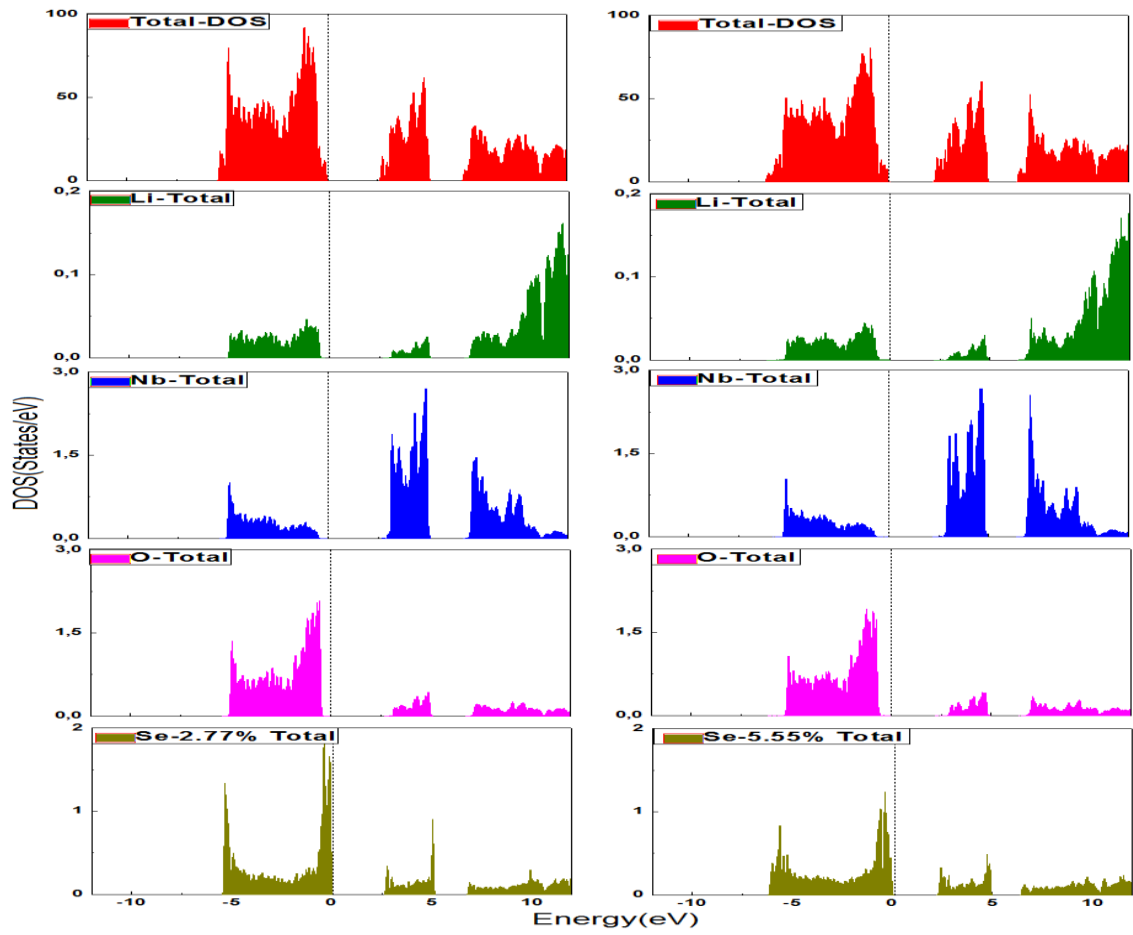 DOS(States/eV)
100
50
0
Total-DOS
0,2
0,1
0,0
Li-Total
3,0
1,5
0,0
Nb-Total
3,0
1,5
0,0
O-Total
2
1
0
Se-2.77% Total
-10 -5 0 5 10
100
50
0
Total-DOS
0,2
0,1
0,0
Li-Total
3,0
1,5
0,0
Nb-Total
3,0
1,5
0,0
O-Total
2
1
0
Se-5.55% Total
-10 -5 0 5 10
Energy(eV)